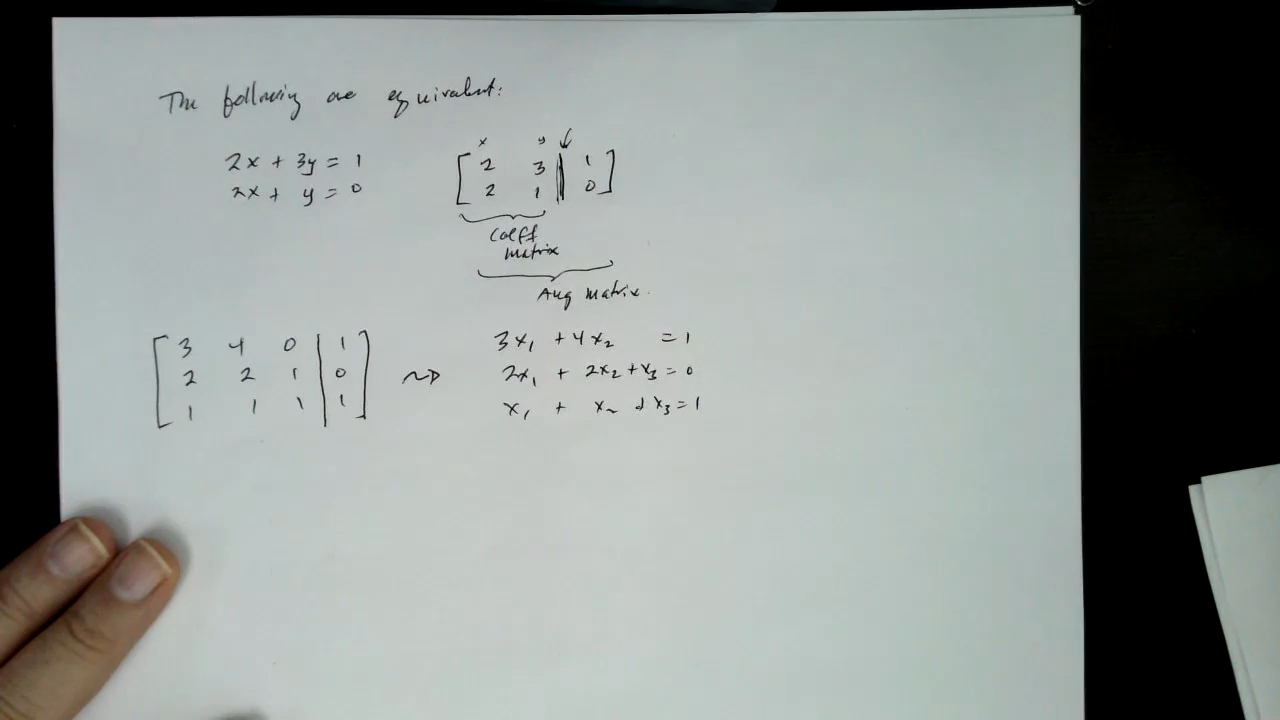 The following are equivalent:
x y ↓
2x + 3y = 1 [ 2 3 | 1 ]
2x + y = 0 [ 2 1 | 0 ]
Coeff
matrix
Aug matrix.
[ 3 4 0 | 1 ] 3x₁ + 4x₂ = 1
[ 2 2 1 | 0 ] ⇝ 2x₁ + 2x₂ + x₃ = 0
[ 1 1 1 | 1 ] x₁ + x₂ + x₃ = 1